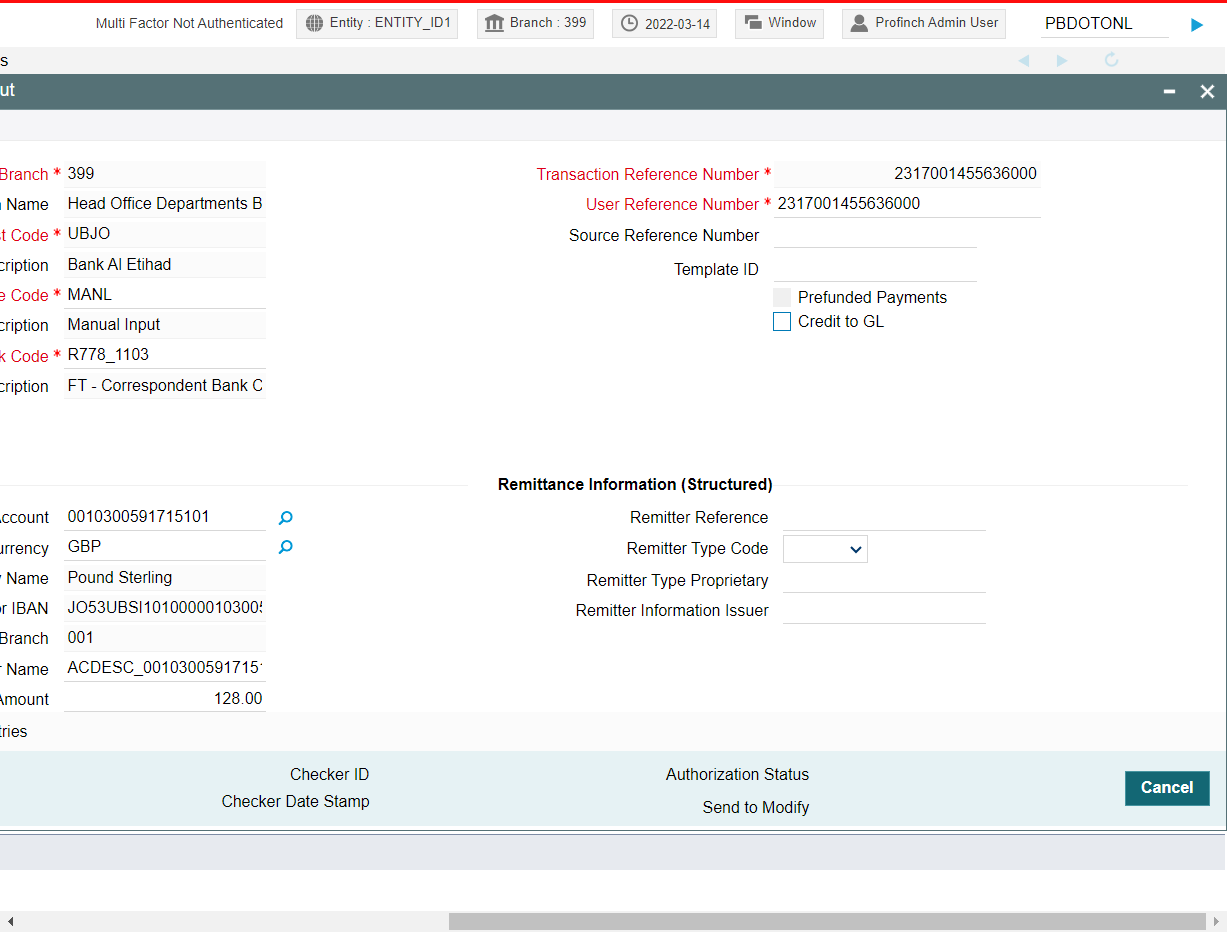 Multi Factor Not Authenticated Entity : ENTITY_ID1 Branch : 399 2022-03-14 Window Profinch Admin User PBDOTONL
s
ut
Branch * 399
Transaction Reference Number * 2317001455636000
n Name Head Office Departments B
User Reference Number * 2317001455636000
t Code * UBJO
Source Reference Number
cription Bank Al Etihad
Template ID
e Code * MANL
Prefunded Payments
cription Manual Input
Credit to GL
k Code * R778_1103
cription FT - Correspondent Bank C
Remittance Information (Structured)
Account 0010300591715101
Remitter Reference
urrency GBP
Remitter Type Code
y Name Pound Sterling
Remitter Type Proprietary
or IBAN JO53UBSI1010000010300
Remitter Information Issuer
Branch 001
r Name ACDESC_0010300591715
Amount 128.00
tries
Checker ID
Authorization Status
Cancel
Checker Date Stamp
Send to Modify